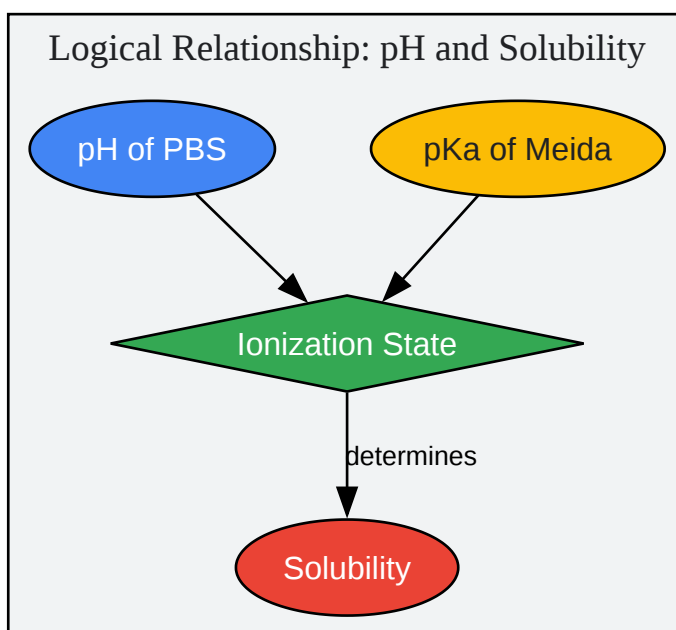 Logical Relationship: pH and Solubility
pH of PBS
pKa of Meida
Ionization State
determines
Solubility